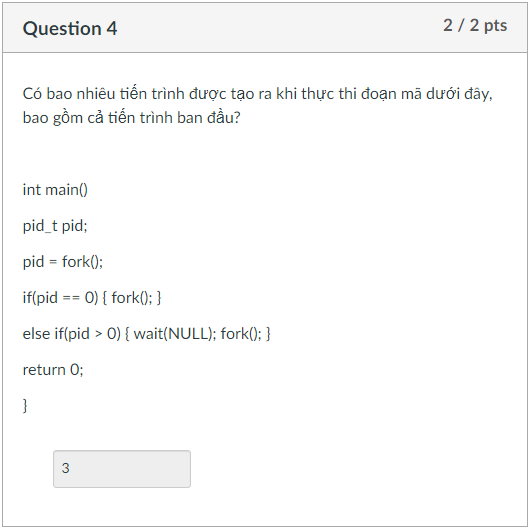 Question 4
2 / 2 pts
Có bao nhiêu tiến trình được tạo ra khi thực thi đoạn mã dưới đây,
bao gồm cả tiến trình ban đầu?
int main()
pid_t pid;
pid = fork();
if(pid == 0) { fork(); }
else if(pid > 0) { wait(NULL); fork(); }
return 0;
}
3